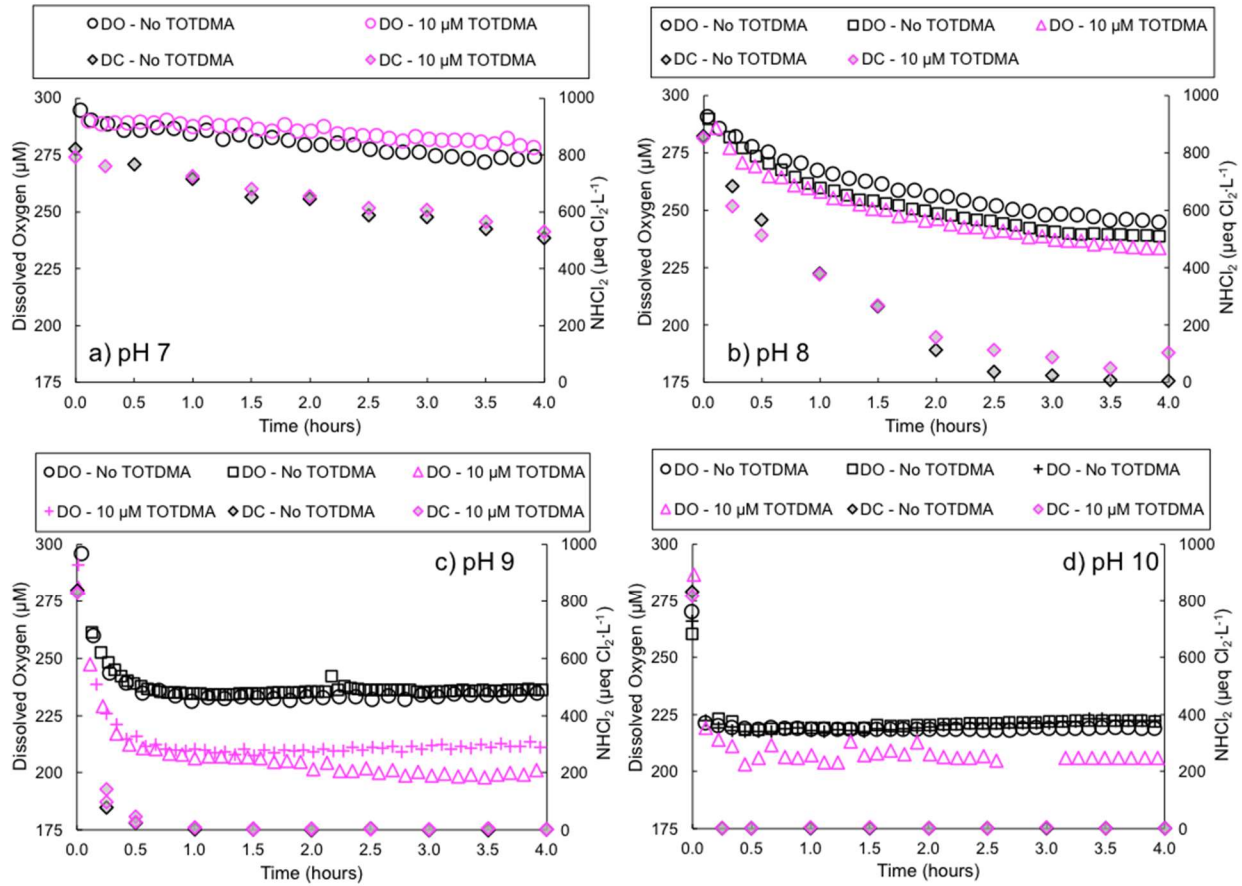 DO - No TOTDMA DO - 10 µM TOTDMA
DC - No TOTDMA DC - 10 µM TOTDMA
300 1000
275 800
250 600
225 400
200 200
175 0
Dissolved Oxygen (µM)
NHCl₂ (µeq Cl₂·L⁻¹)
a) pH 7
0.0 0.5 1.0 1.5 2.0 2.5 3.0 3.5 4.0
Time (hours)
DO - No TOTDMA DO - No TOTDMA DO - 10 µM TOTDMA
DC - No TOTDMA DC - 10 µM TOTDMA
300 1000
275 800
250 600
225 400
200 200
175 0
Dissolved Oxygen (µM)
NHCl₂ (µeq Cl₂·L⁻¹)
b) pH 8
0.0 0.5 1.0 1.5 2.0 2.5 3.0 3.5 4.0
Time (hours)
DO - No TOTDMA DO - No TOTDMA DO - 10 µM TOTDMA
DO - 10 µM TOTDMA DC - No TOTDMA DC - 10 µM TOTDMA
300 1000
275 800
250 600
225 400
200 200
175 0
Dissolved Oxygen (µM)
NHCl₂ (µeq Cl₂·L⁻¹)
c) pH 9
0.0 0.5 1.0 1.5 2.0 2.5 3.0 3.5 4.0
Time (hours)
DO - No TOTDMA DO - No TOTDMA DO - No TOTDMA
DO - 10 µM TOTDMA DC - No TOTDMA DC - 10 µM TOTDMA
300 1000
275 800
250 600
225 400
200 200
175 0
Dissolved Oxygen (µM)
NHCl₂ (µeq Cl₂·L⁻¹)
d) pH 10
0.0 0.5 1.0 1.5 2.0 2.5 3.0 3.5 4.0
Time (hours)